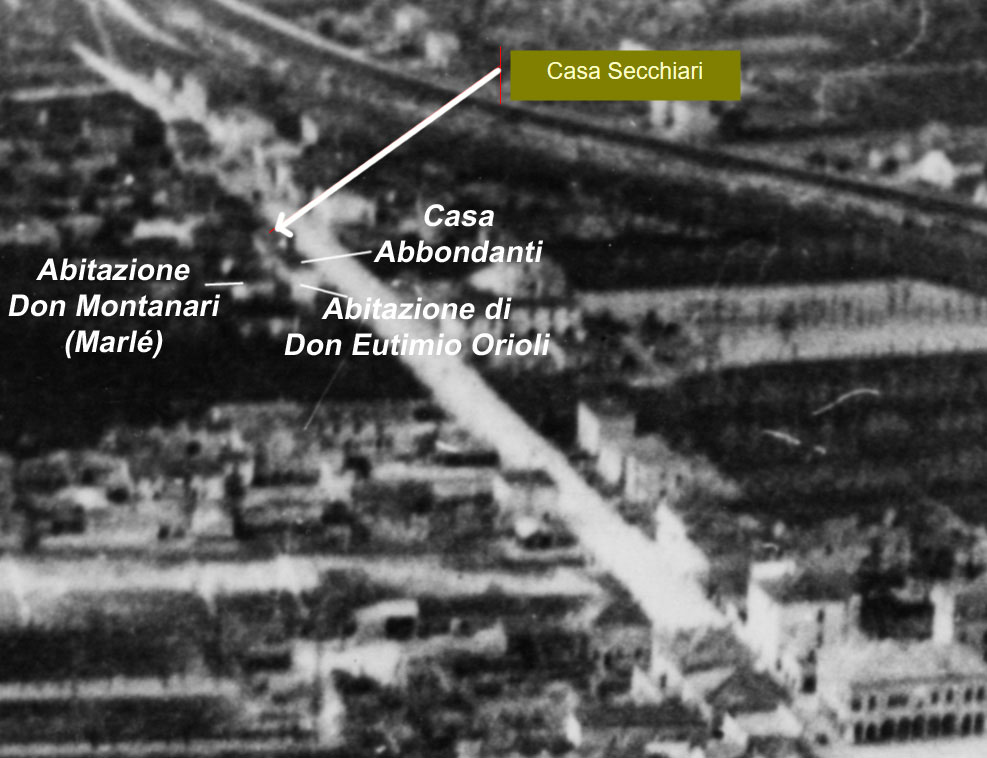 Casa Secchiari
Casa
Abbondanti
Abitazione
Don Montanari
(Marlé)
Abitazione di
Don Eutimio Orioli